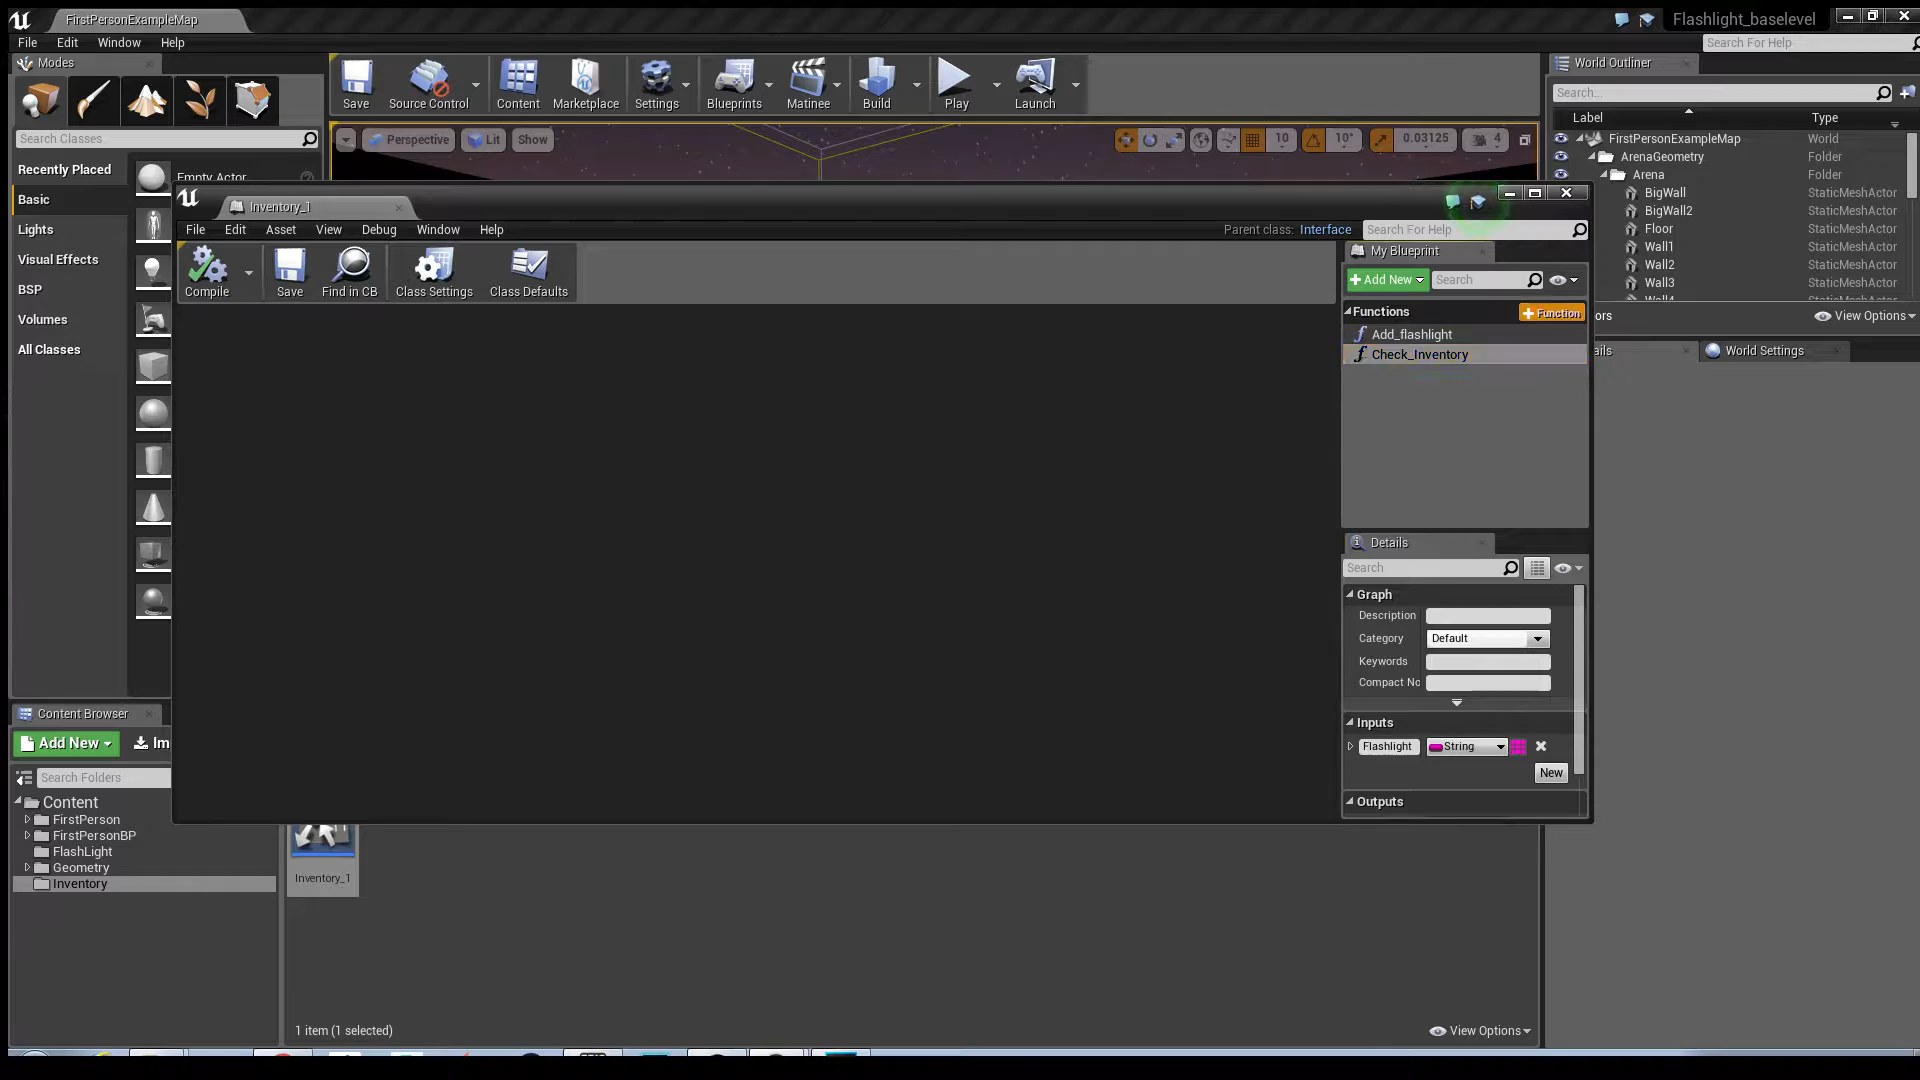 FirstPersonExampleMap
Flashlight_baselevel
File Edit Window Help
Search For Help
Modes
Search Classes
Recently Placed
Basic
Lights
Visual Effects
BSP
Volumes
All Classes
Empty Actor
Save Source Control Content Marketplace Settings Blueprints Matinee Build Play Launch
Perspective Lit Show 10 10° 0.03125 4
World Outliner
Search...
Label Type
FirstPersonExampleMap World
ArenaGeometry Folder
Arena Folder
BigWall StaticMeshActor
BigWall2 StaticMeshActor
Floor StaticMeshActor
Wall1 StaticMeshActor
Wall2 StaticMeshActor
Wall3 StaticMeshActor
Wall4 StaticMeshActor
ors View Options
ails World Settings
Inventory_1
File Edit Asset View Debug Window Help
Parent class: Interface Search For Help
Compile Save Find in CB Class Settings Class Defaults
My Blueprint
Add New Search
Functions + Function
Add_flashlight
Check_Inventory
Details
Search
Graph
Description
Category Default
Keywords
Compact No
Inputs
Flashlight String
New
Outputs
Content Browser
Add New Im
Search Folders
Content
FirstPerson
FirstPersonBP
FlashLight
Geometry
Inventory
Inventory_1
1 item (1 selected)
View Options